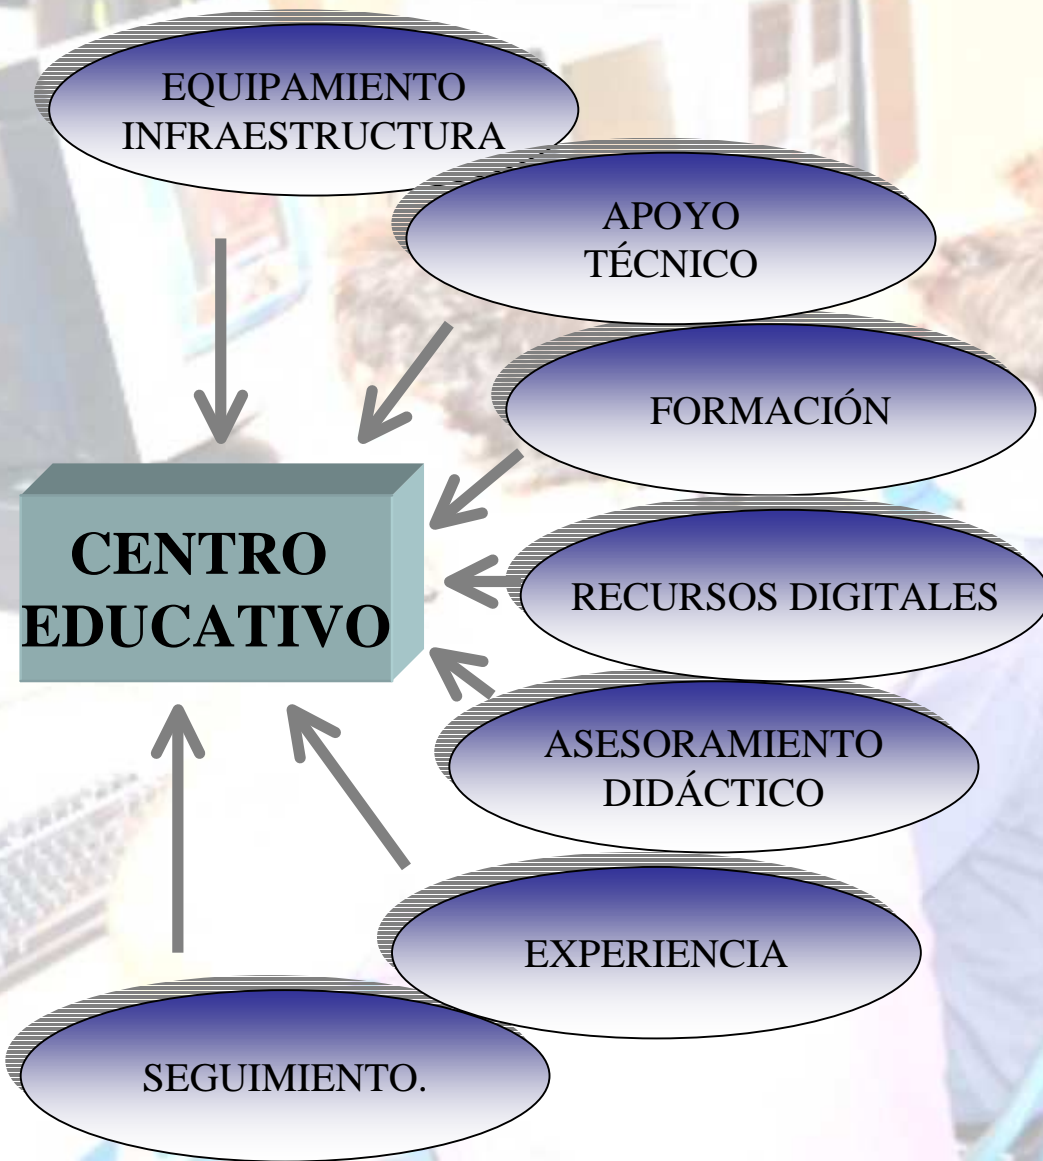 EQUIPAMIENTO
INFRAESTRUCTURA
APOYO
TÉCNICO
FORMACIÓN
CENTRO
EDUCATIVO
RECURSOS DIGITALES
ASESORAMIENTO
DIDÁCTICO
EXPERIENCIA
SEGUIMIENTO.